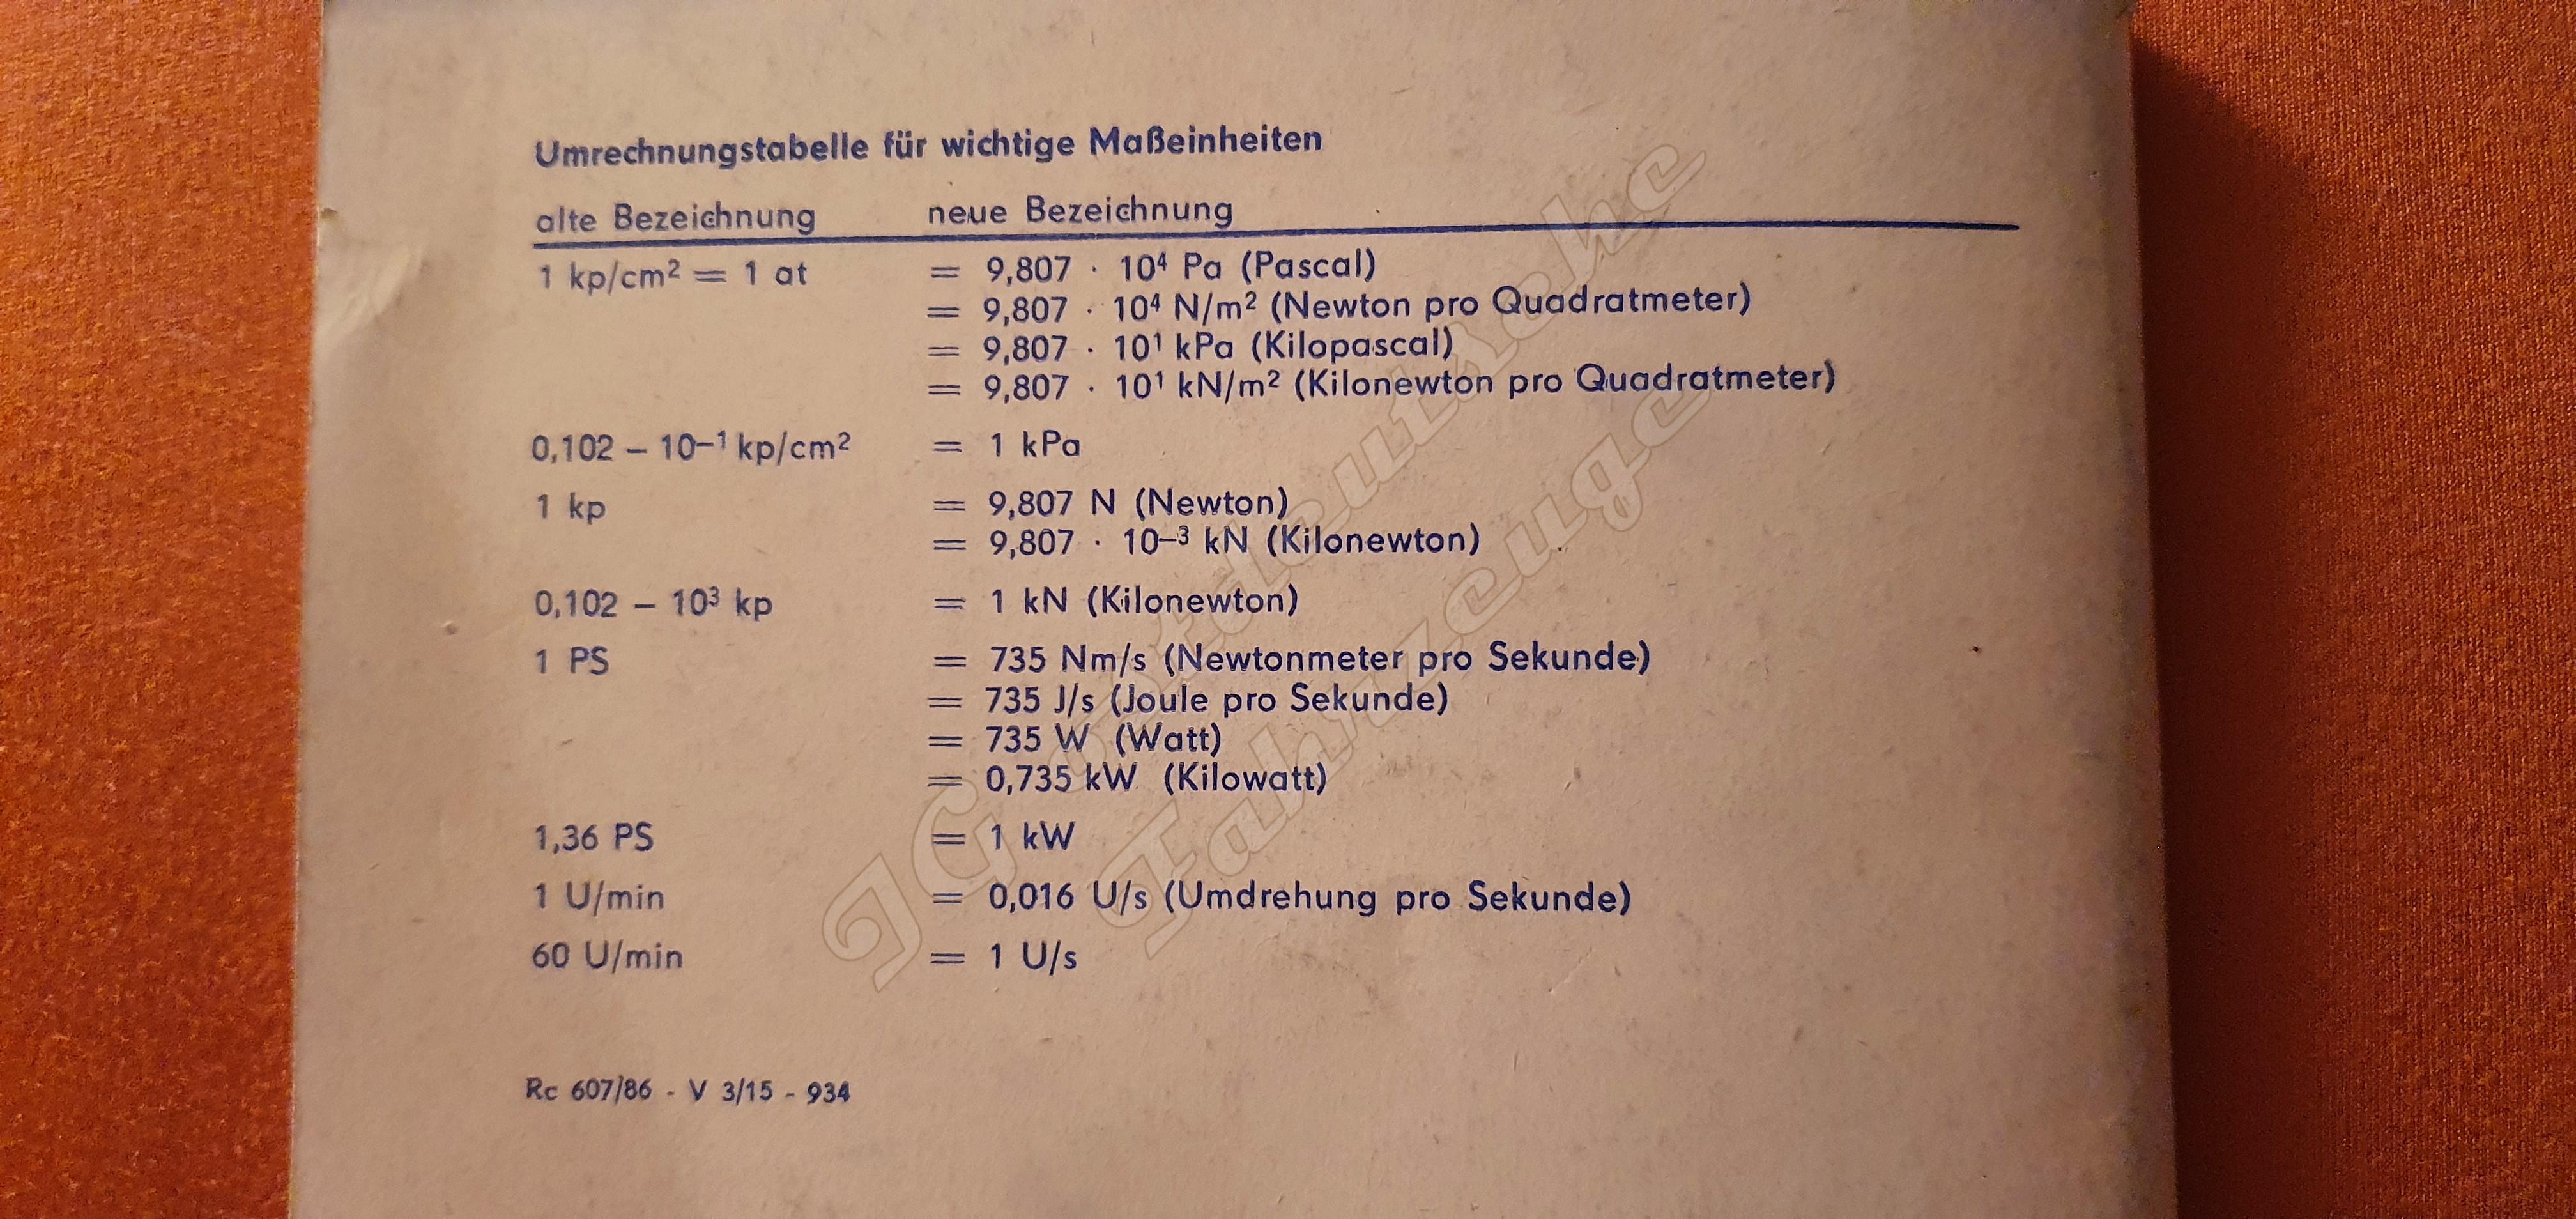 Umrechnungstabelle für wichtige Maßeinheiten
alte Bezeichnung neue Bezeichnung
1 kp/cm² = 1 at = 9,807 · 10⁴ Pa (Pascal)
= 9,807 · 10⁴ N/m² (Newton pro Quadratmeter)
= 9,807 · 10¹ kPa (Kilopascal)
= 9,807 · 10¹ kN/m² (Kilonewton pro Quadratmeter)
0,102 – 10–¹ kp/cm² = 1 kPa
1 kp = 9,807 N (Newton)
= 9,807 · 10–³ kN (Kilonewton)
0,102 – 10³ kp = 1 kN (Kilonewton)
1 PS = 735 Nm/s (Newtonmeter pro Sekunde)
= 735 J/s (Joule pro Sekunde)
= 735 W (Watt)
= 0,735 kW (Kilowatt)
1,36 PS = 1 kW
1 U/min = 0,016 U/s (Umdrehung pro Sekunde)
60 U/min = 1 U/s
Rc 607/86 - V 3/15 - 934
IG Ostdeutsche
Fahrzeuge